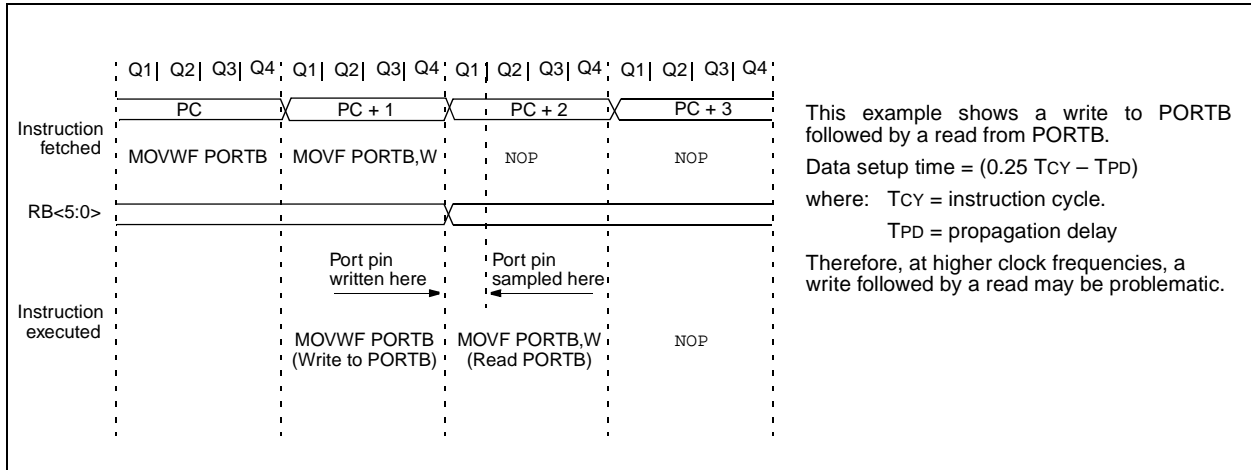 Q1| Q2| Q3| Q4 Q1| Q2| Q3| Q4 Q1| Q2| Q3| Q4 Q1| Q2| Q3| Q4
PC PC + 1 PC + 2 PC + 3
Instruction
fetched
MOVWF PORTB MOVF PORTB,W NOP NOP
RB<5:0>
Port pin
written here
Port pin
sampled here
Instruction
executed
MOVWF PORTB
(Write to PORTB)
MOVF PORTB,W
(Read PORTB)
NOP
This example shows a write to PORTB
followed by a read from PORTB.
Data setup time = (0.25 TCY – TPD)
where: TCY = instruction cycle.
TPD = propagation delay
Therefore, at higher clock frequencies, a
write followed by a read may be problematic.